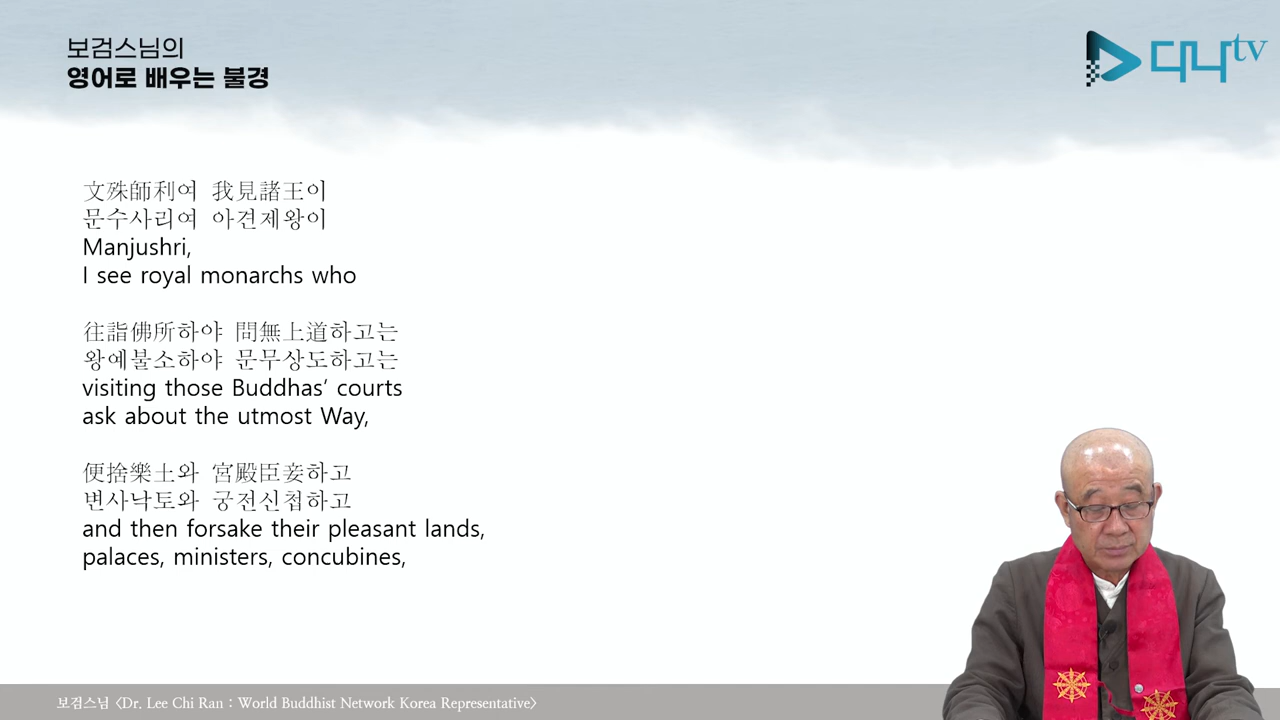 보검스님의
영어로 배우는 불경
다나tv
文殊師利여 我見諸王이
문수사리여 아견제왕이
Manjushri,
I see royal monarchs who
往詣佛所하야 問無上道하고는
왕예불소하야 문무상도하고는
visiting those Buddhas’ courts
ask about the utmost Way,
便捨樂土와 宮殿臣妾하고
변사낙토와 궁전신첩하고
and then forsake their pleasant lands,
palaces, ministers, concubines,
보검스님 <Dr. Lee Chi Ran : World Buddhist Network Korea Representative>